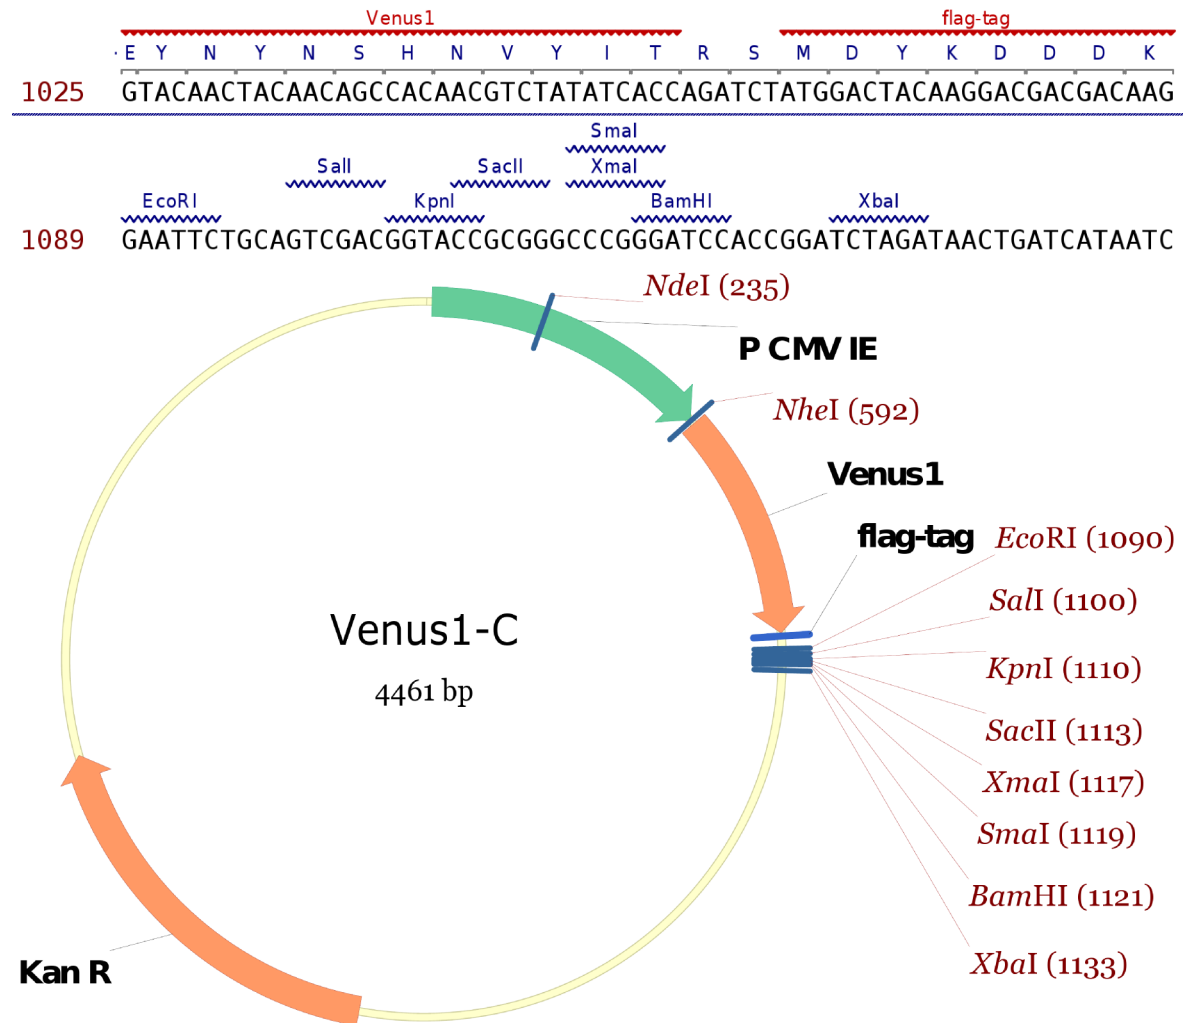 Venus1 flag-tag
· E Y N Y N S H N V Y I T R S M D Y K D D D D K
1025 GTACAACTACAACAGCCACAACGTCTATATCACCAGATCTATGGACTACAAGGACGACGACAAG
SmaI
SalI SacII XmaI
EcoRI KpnI BamHI XbaI
1089 GAATTCTGCAGTCGACGGTACCGCGGGCCCGGGATCCACCGGATCTAGATAACTGATCATAATC
NdeI (235)
P CMV IE
NheI (592)
Venus1
flag-tag EcoRI (1090)
SalI (1100)
Venus1-C
KpnI (1110)
4461 bp
SacII (1113)
XmaI (1117)
SmaI (1119)
BamHI (1121)
XbaI (1133)
Kan R